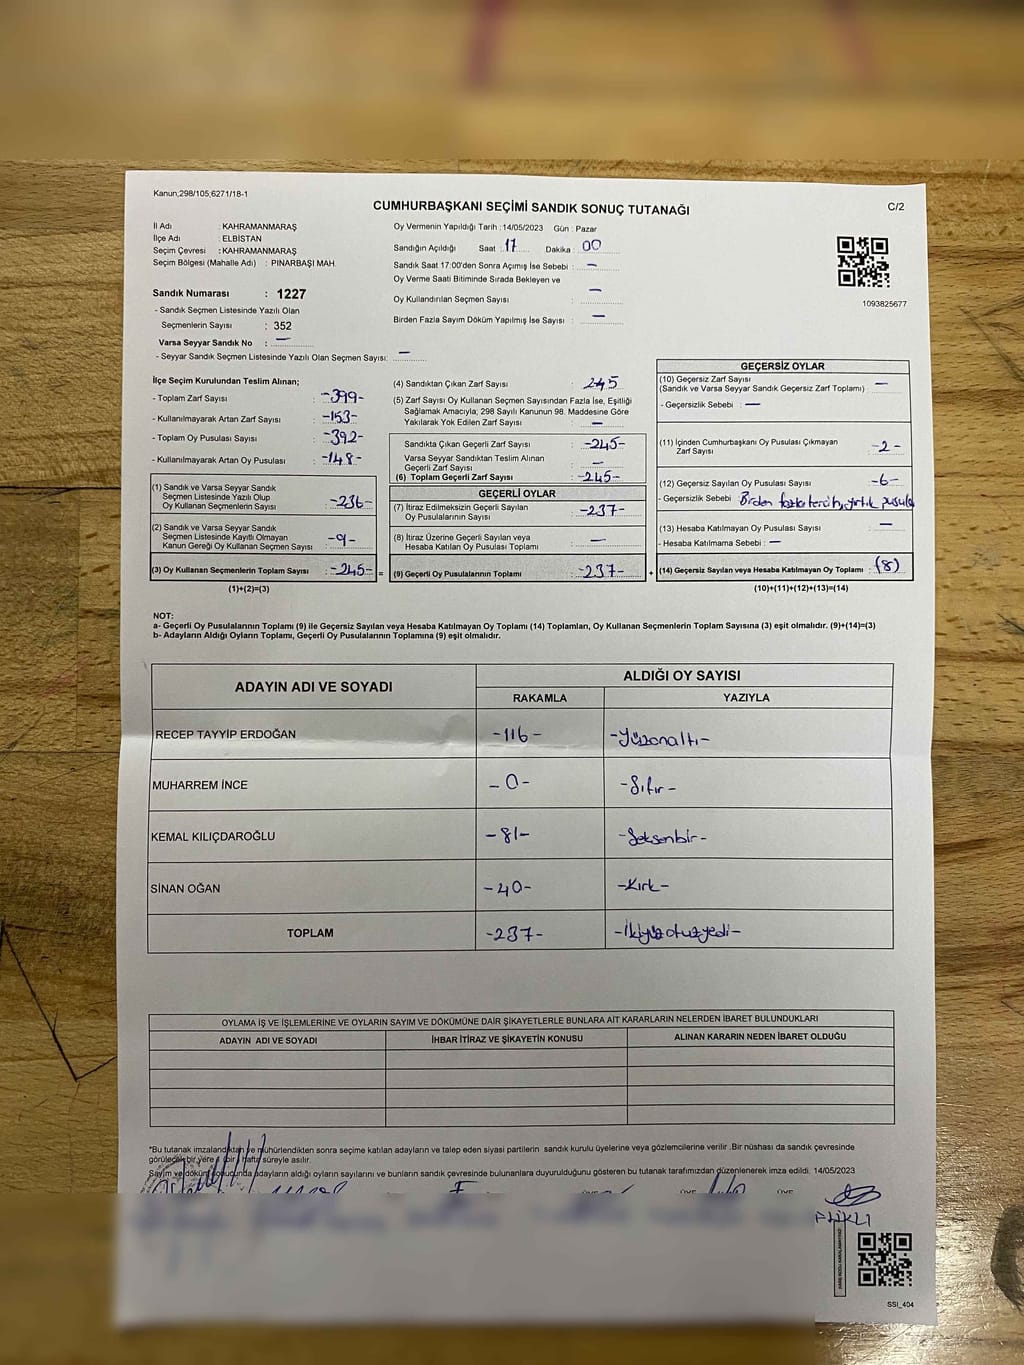 Kanun,298/105,6271/18-1
CUMHURBAŞKANI SEÇİMİ SANDIK SONUÇ TUTANAĞI
C/2
İl Adı : KAHRAMANMARAŞ
İlçe Adı : ELBİSTAN
Seçim Çevresi : KAHRAMANMARAŞ
Seçim Bölgesi (Mahalle Adı) : PINARBAŞI MAH.
Sandık Numarası : 1227
- Sandık Seçmen Listesinde Yazılı Olan
Seçmenlerin Sayısı : 352
Varsa Seyyar Sandık No : —
- Seyyar Sandık Seçmen Listesinde Yazılı Olan Seçmen Sayısı: —
Oy Vermenin Yapıldığı Tarih : 14/05/2023 Gün : Pazar
Sandığın Açıldığı Saat : 17 Dakika : 00
Sandık Saat 17:00'den Sonra Açımış İse Sebebi : —
Oy Verme Saati Bitiminde Sırada Bekleyen ve
Oy Kullandırılan Seçmen Sayısı : —
Birden Fazla Sayım Döküm Yapılmış İse Sayısı : —
1093825677
İlçe Seçim Kurulundan Teslim Alınan;
- Toplam Zarf Sayısı : -399-
- Kullanılmayarak Artan Zarf Sayısı : -153-
- Toplam Oy Pusulası Sayısı : -392-
- Kullanılmayarak Artan Oy Pusulası : -148-
(1) Sandık ve Varsa Seyyar Sandık
Seçmen Listesinde Yazılı Olup
Oy Kullanan Seçmenlerin Sayısı : -236-
(2) Sandık ve Varsa Seyyar Sandık
Seçmen Listesinde Kayıtlı Olmayan
Kanun Gereği Oy Kullanan Seçmen Sayısı : -9-
(3) Oy Kullanan Seçmenlerin Toplam Sayısı : -245- =
(1)+(2)=(3)
(4) Sandıktan Çıkan Zarf Sayısı : 245
(5) Zarf Sayısı Oy Kullanan Seçmen Sayısından Fazla İse, Eşitliği
Sağlamak Amacıyla; 298 Sayılı Kanunun 98. Maddesine Göre
Yakılarak Yok Edilen Zarf Sayısı : —
Sandıkta Çıkan Geçerli Zarf Sayısı : -245-
Varsa Seyyar Sandıktan Teslim Alınan
Geçerli Zarf Sayısı : —
(6) Toplam Geçerli Zarf Sayısı : -245-
GEÇERLİ OYLAR
(7) İtiraz Edilmeksizin Geçerli Sayılan
Oy Pusulalarının Sayısı : -237-
(8) İtiraz Üzerine Geçerli Sayılan veya
Hesaba Katılan Oy Pusulası Toplamı : —
(9) Geçerli Oy Pusulalarının Toplamı : -237- +
GEÇERSİZ OYLAR
(10) Geçersiz Zarf Sayısı
(Sandık ve Varsa Seyyar Sandık Geçersiz Zarf Toplamı) : —
- Geçersizlik Sebebi : —
(11) İçinden Cumhurbaşkanı Oy Pusulası Çıkmayan
Zarf Sayısı : -2-
(12) Geçersiz Sayılan Oy Pusulası Sayısı : -6-
- Geçersizlik Sebebi : Birden fazla tercih, yırtık pusula
(13) Hesaba Katılmayan Oy Pusulası Sayısı : —
- Hesaba Katılmama Sebebi : —
(14) Geçersiz Sayılan veya Hesaba Katılmayan Oy Toplamı : (8)
(10)+(11)+(12)+(13)=(14)
NOT:
a- Geçerli Oy Pusulalarının Toplamı (9) ile Geçersiz Sayılan veya Hesaba Katılmayan Oy Toplamı (14) Toplamları, Oy Kullanan Seçmenlerin Toplam Sayısına (3) eşit olmalıdır. (9)+(14)=(3)
b- Adayların Aldığı Oyların Toplamı, Geçerli Oy Pusulalarının Toplamına (9) eşit olmalıdır.
ADAYIN ADI VE SOYADI
ALDIĞI OY SAYISI
RAKAMLA YAZIYLA
RECEP TAYYİP ERDOĞAN -116- -Yüzonaltı-
MUHARREM İNCE -0- -Sıfır-
KEMAL KILIÇDAROĞLU -81- -Seksenbir-
SİNAN OĞAN -40- -Kırk-
TOPLAM -237- -İkiyüzotuzyedi-
OYLAMA İŞ VE İŞLEMLERİNE VE OYLARIN SAYIM VE DÖKÜMÜNE DAİR ŞİKAYETLERLE BUNLARA AİT KARARLARIN NELERDEN İBARET BULUNDUKLARI
ADAYIN ADI VE SOYADI İHBAR İTİRAZ VE ŞİKAYETİN KONUSU ALINAN KARARIN NEDEN İBARET OLDUĞU
*Bu tutanak imzalandıktan ve mühürlendikten sonra seçime katılan adayların ve talep eden siyasi partilerin sandık kurulu üyelerine veya gözlemcilerine verilir .Bir nüshası da sandık çevresinde
görülecek bir yere 1 (bir) hafta süreyle asılır.
Sayım ve döküm sonucunda adayların aldığı oyların sayılarını ve bunların sandık çevresinde bulunanlara duyurulduğunu gösteren bu tutanak tarafımızdan düzenlenerek imza edildi. 14/05/2023
ÜYE ÜYE
SSI_404